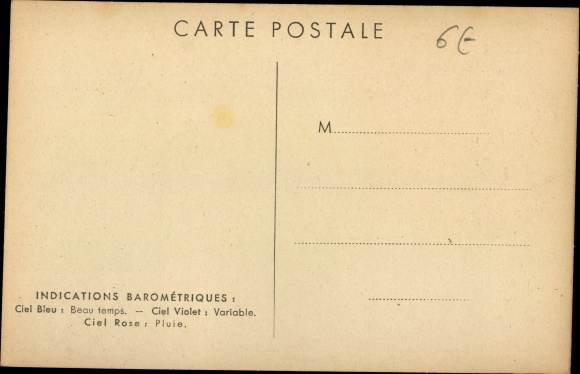 CARTE POSTALE
6€
M
INDICATIONS BAROMÉTRIQUES :
Ciel Bleu : Beau temps. — Ciel Violet : Variable.
Ciel Rose : Pluie.